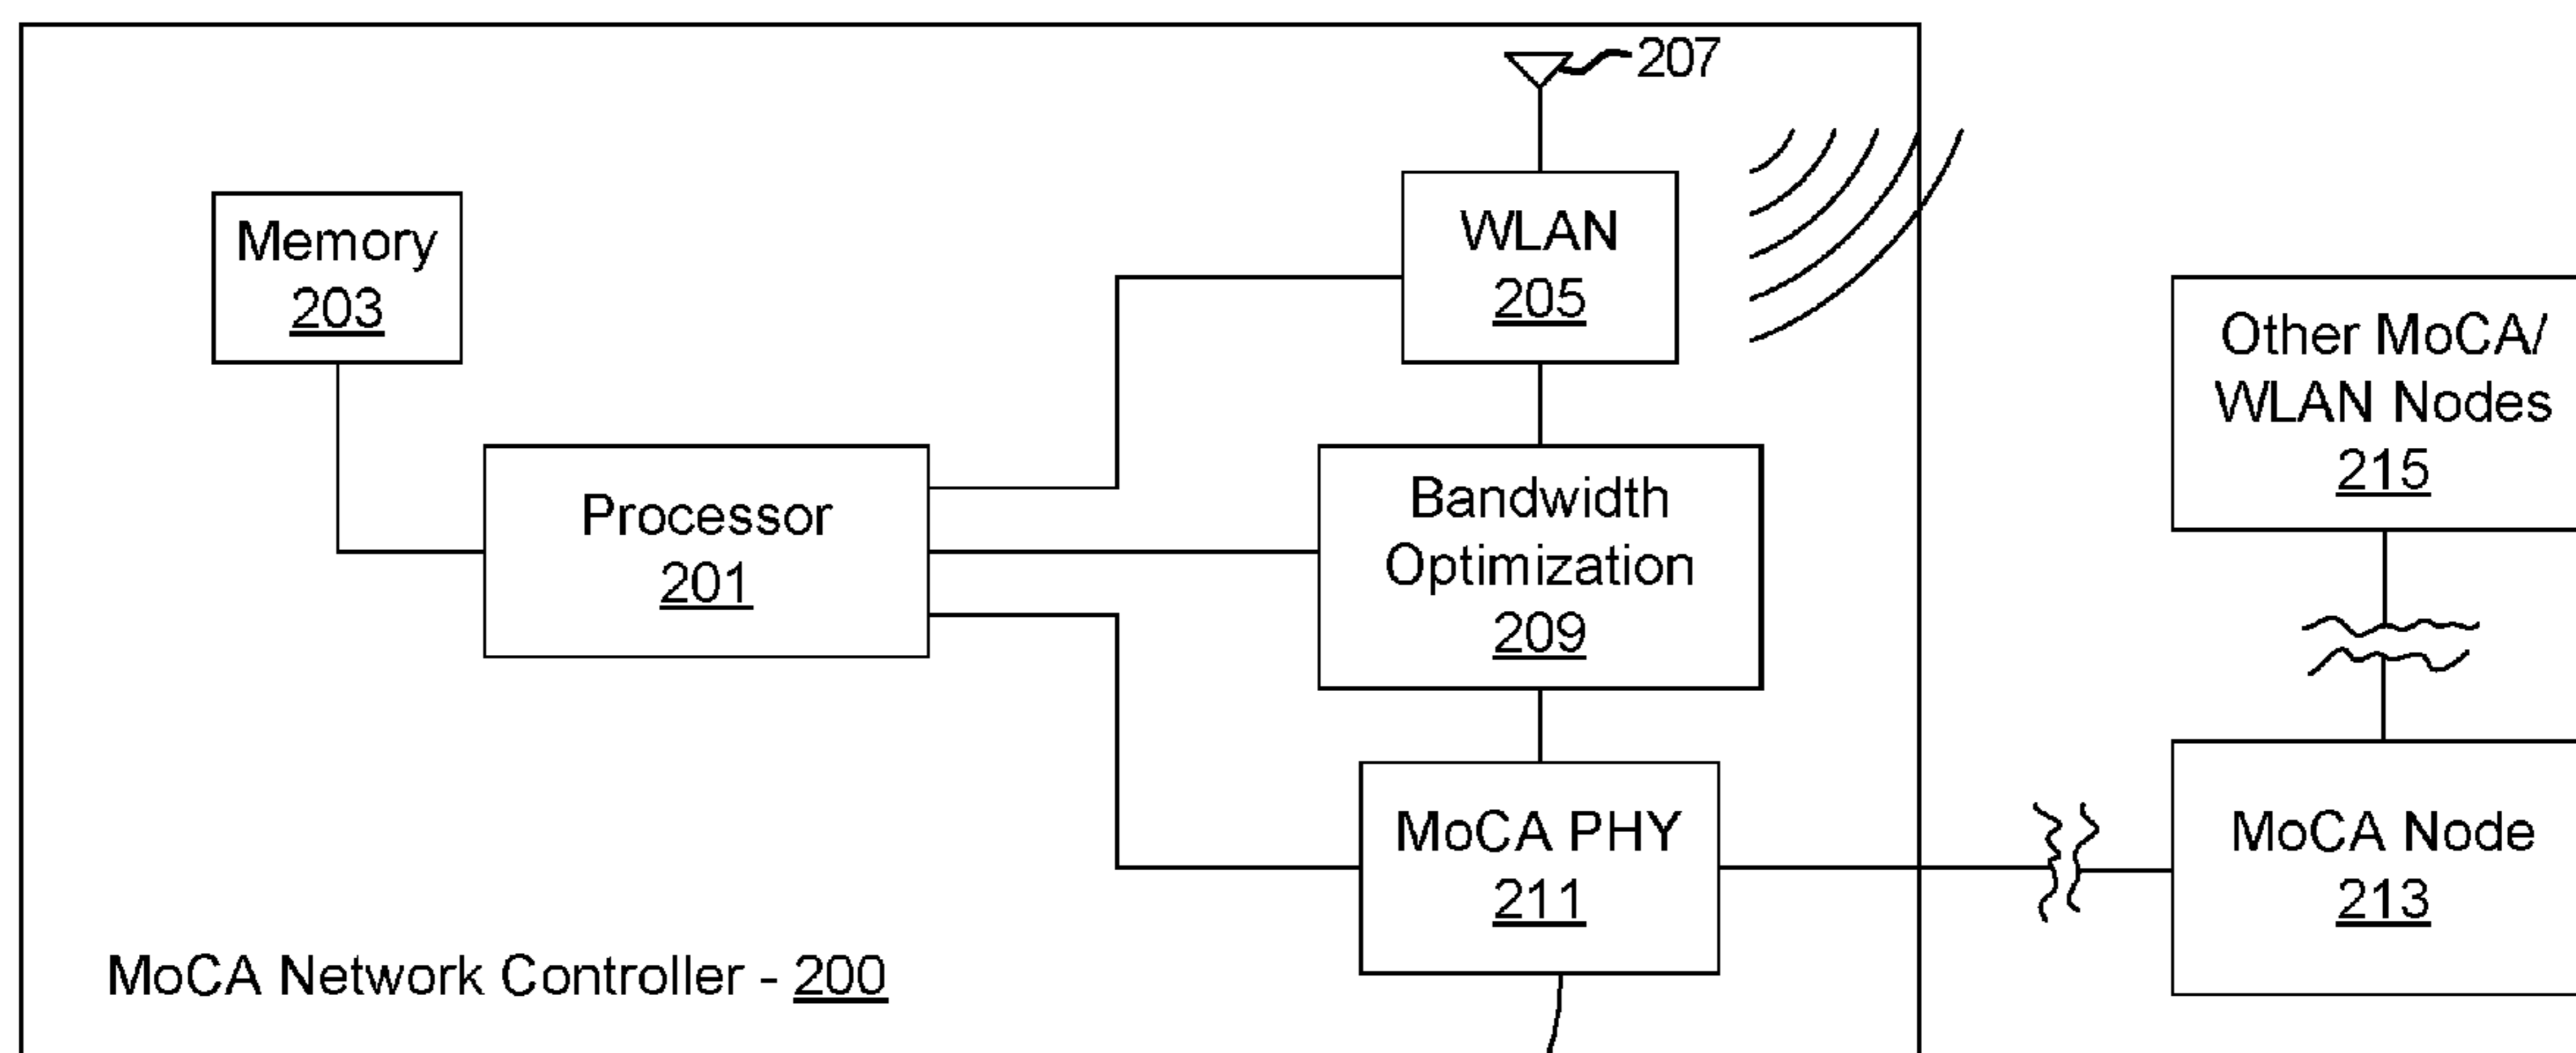 207
Memory
203
WLAN
205
Other MoCA/
WLAN Nodes
215
Processor
201
Bandwidth
Optimization
209
MoCA PHY
211
MoCA Node
213
MoCA Network Controller - 200